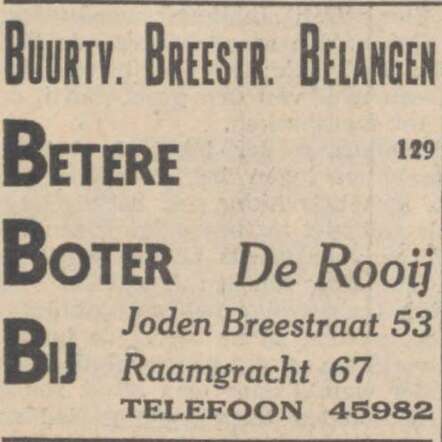 BUURTV. BREESTR. BELANGEN
BETERE 129
BOTER De Rooij
BIJ Joden Breestraat 53
Raamgracht 67
TELEFOON 45982